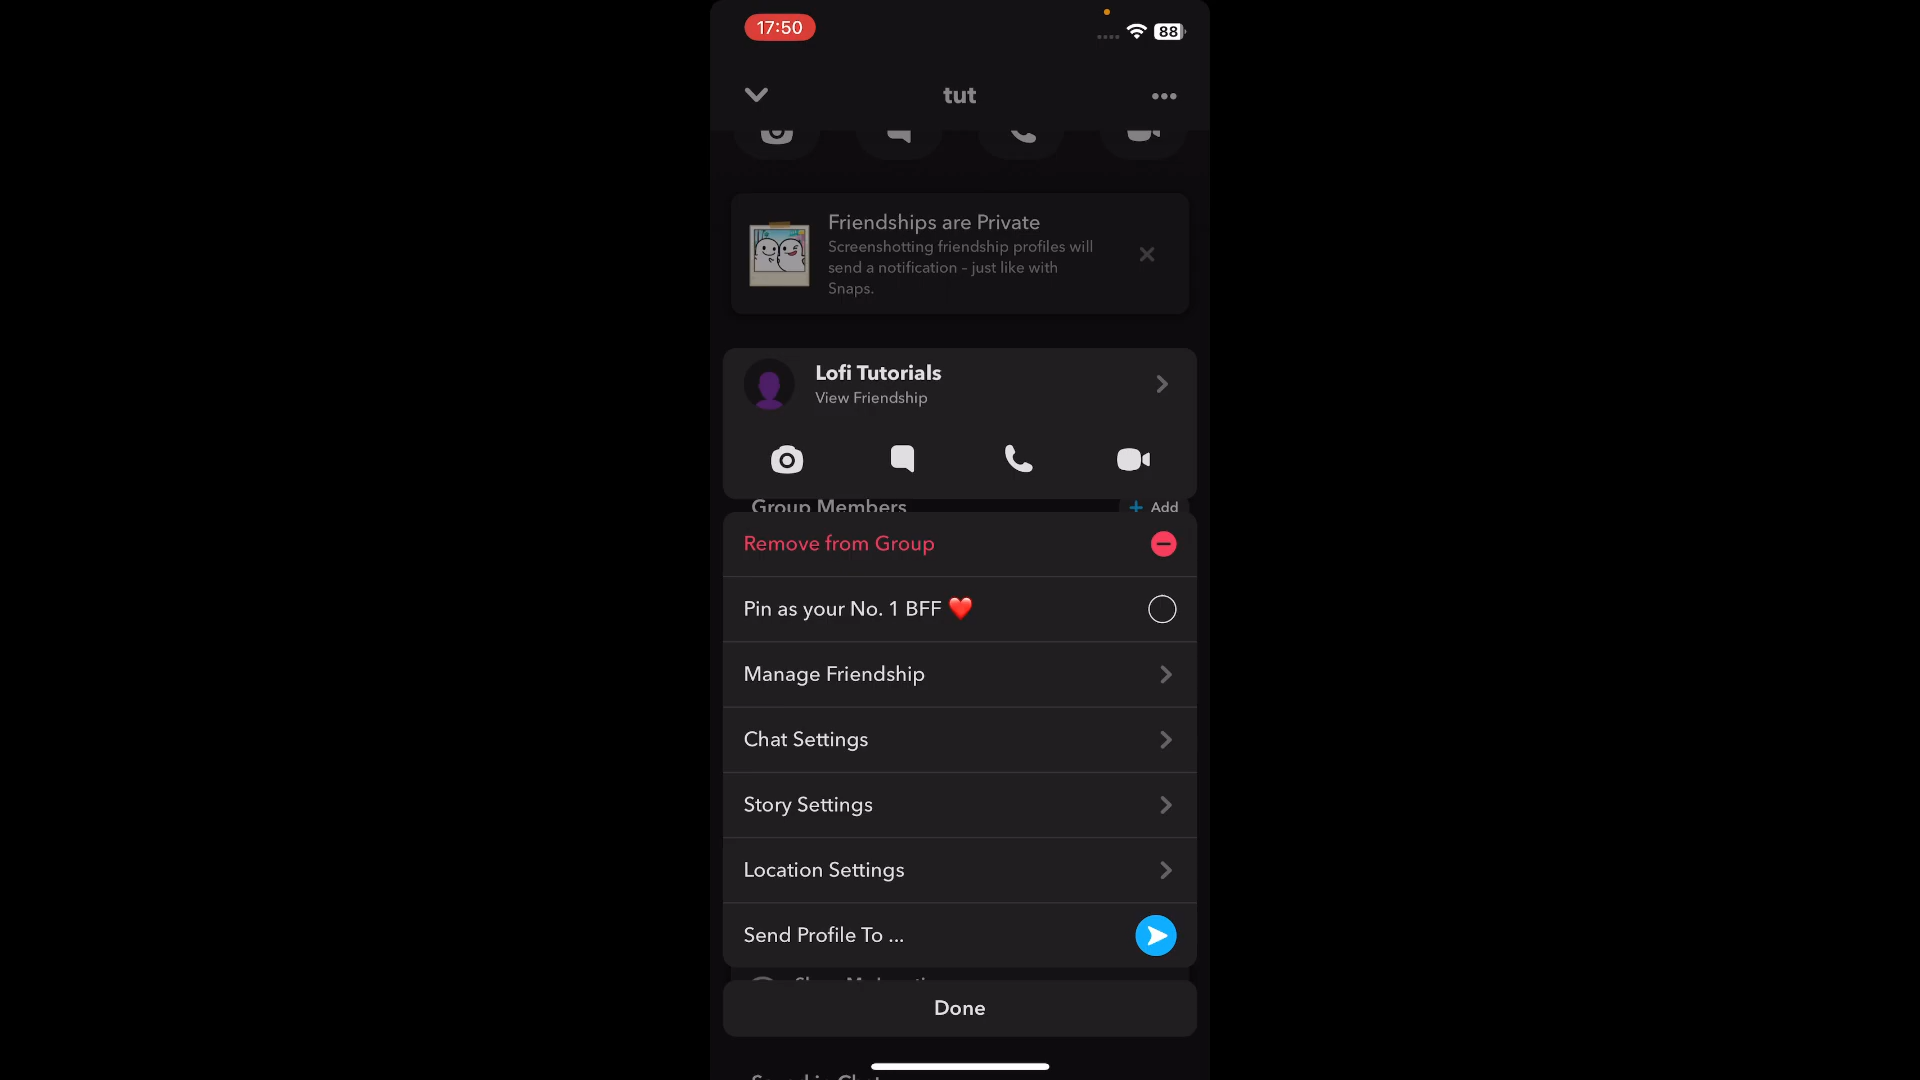 17:50
88
tut
Friendships are Private
Screenshotting friendship profiles will
send a notification – just like with
Snaps.
Lofi Tutorials
View Friendship
Group Members
+ Add
Remove from Group
Pin as your No. 1 BFF ❤️
Manage Friendship
Chat Settings
Story Settings
Location Settings
Send Profile To ...
Done